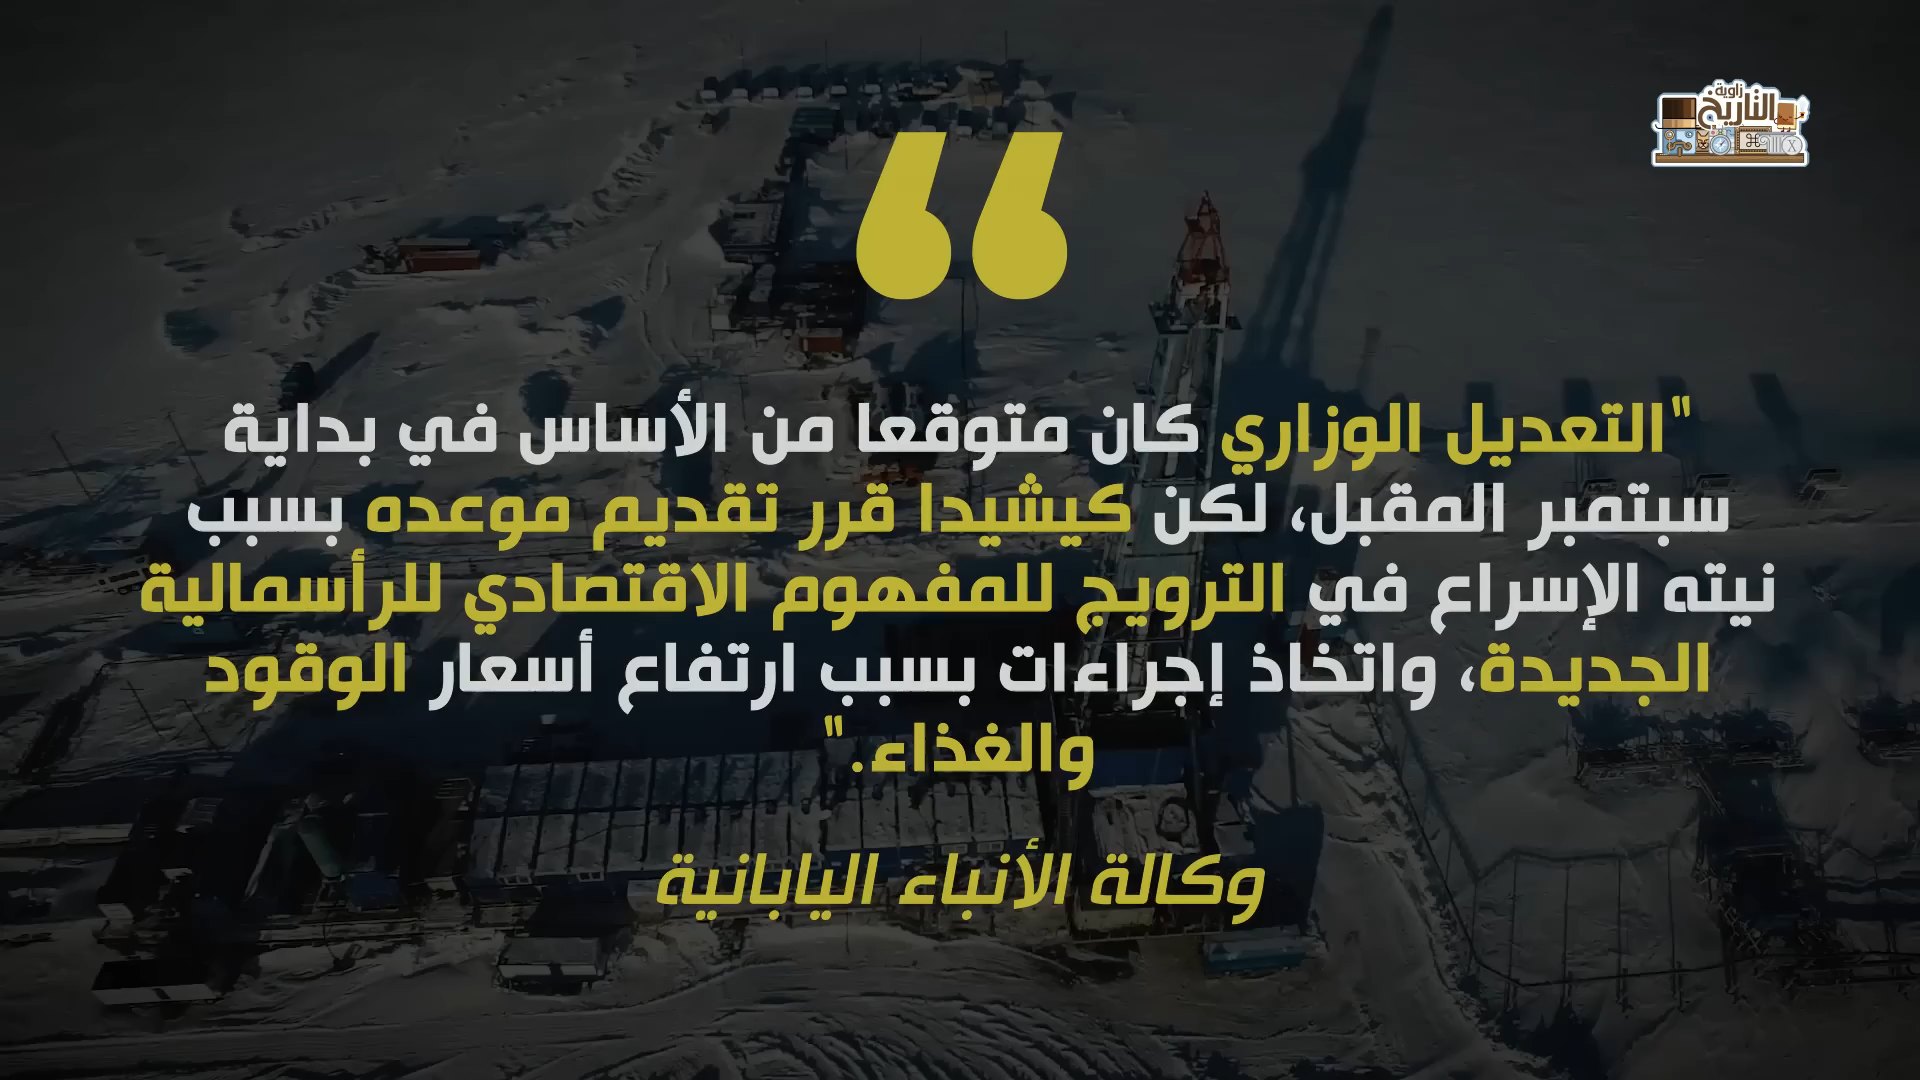 زاوية
التاريخ
"التعديل الوزاري كان متوقعا من الأساس في بداية
سبتمبر المقبل، لكن كيشيدا قرر تقديم موعده بسبب
نيته الإسراع في الترويج للمفهوم الاقتصادي للرأسمالية
الجديدة، واتخاذ إجراءات بسبب ارتفاع أسعار الوقود
والغذاء."
وكالة الأنباء اليابانية